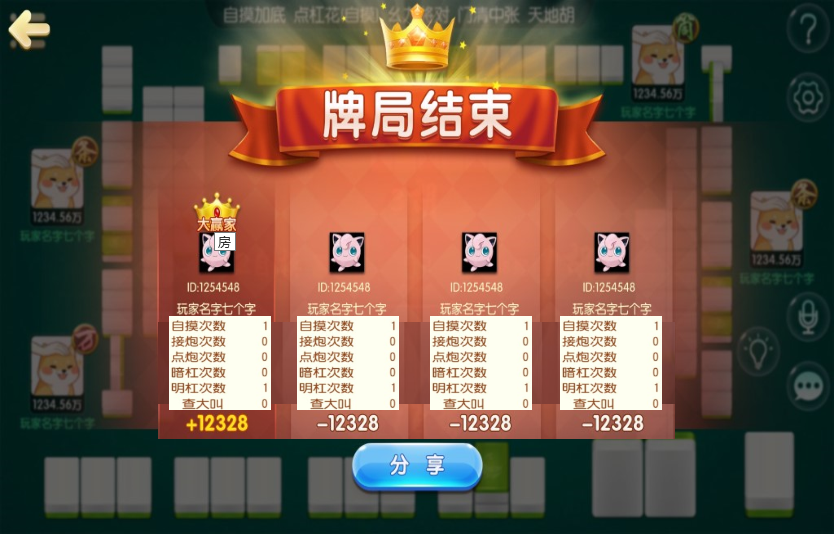 自摸加底 点杠花 自摸 对 门清中张 天地胡
商
1234.56万
玩家名字七个字
牌局结束
条
1234.56万
玩家名字七个字
条
1234.56万
玩家名字七个字
万
1234.56万
玩家名字七个字
大赢家
房
ID:1254548
玩家名字七个字
自摸次数 1
接炮次数 0
点炮次数 0
暗杠次数 0
明杠次数 1
查大叫 0
+12328
ID:1254548
玩家名字七个字
自摸次数 1
接炮次数 0
点炮次数 0
暗杠次数 0
明杠次数 1
查大叫 0
-12328
ID:1254548
玩家名字七个字
自摸次数 1
接炮次数 0
点炮次数 0
暗杠次数 0
明杠次数 1
查大叫 0
-12328
ID:1254548
玩家名字七个字
自摸次数 1
接炮次数 0
点炮次数 0
暗杠次数 0
明杠次数 1
查大叫 0
-12328
分享